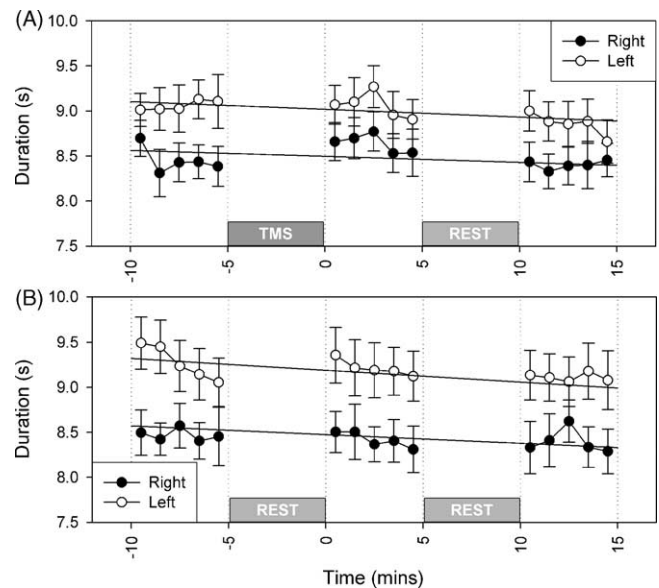 (A)
10.0
9.5
9.0
8.5
8.0
7.5
Duration (s)
Right
Left
TMS
REST
-10
-5
0
5
10
15
(B)
10.0
9.5
9.0
8.5
8.0
7.5
Duration (s)
Right
Left
REST
REST
-10
-5
0
5
10
15
Time (mins)